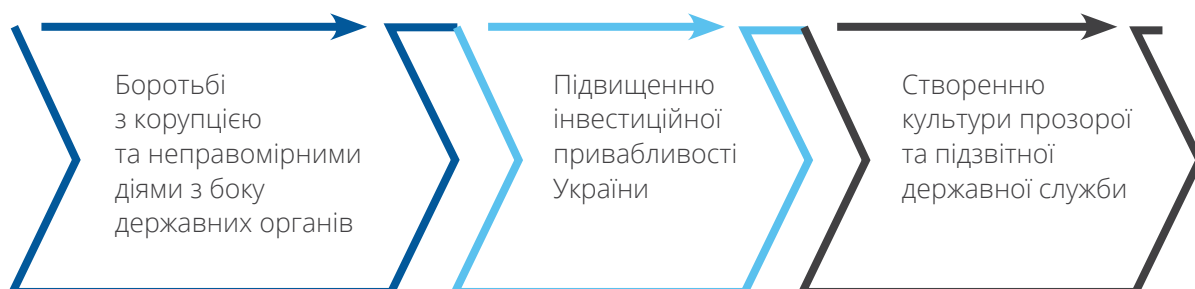 Боротьбі
з корупцією
та неправомірними
діями з боку
державних органів
Підвищенню
інвестиційної
привабливості
України
Створенню
культури прозорої
та підзвітної
державної служби